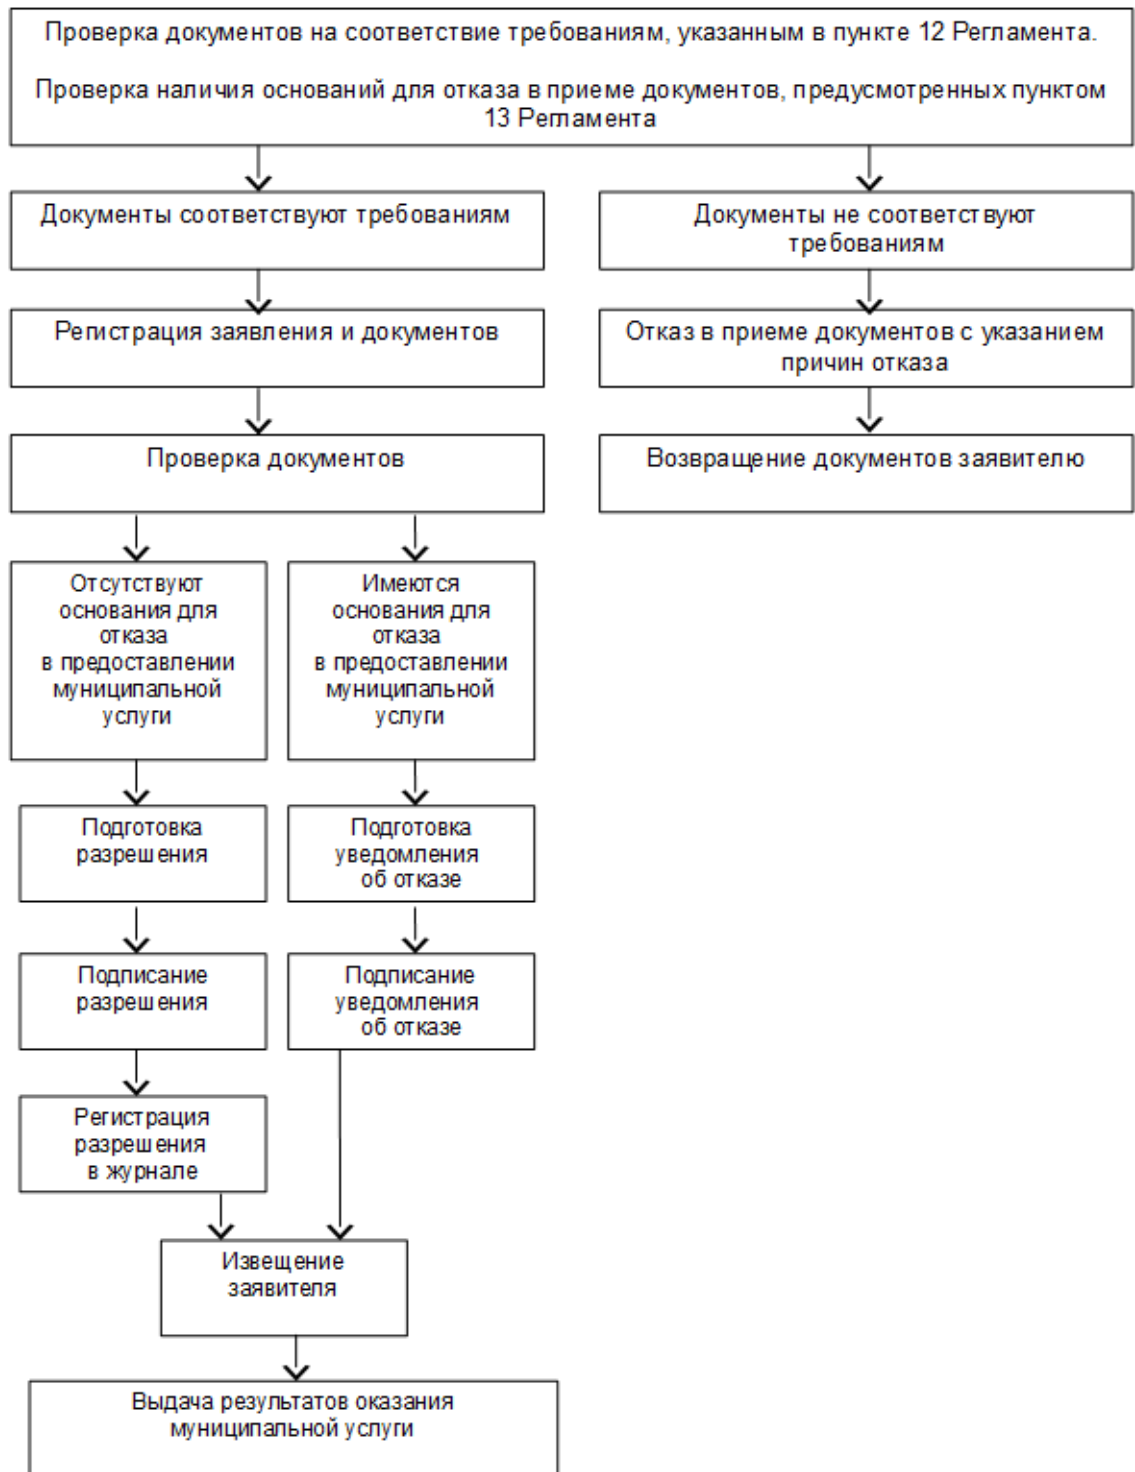 Проверка документов на соответствие требованиям, указанным в пункте 12 Регламента.
Проверка наличия оснований для отказа в приеме документов, предусмотренных пунктом
13 Регламента
Документы соответствуют требованиям
Документы не соответствуют
требованиям
Регистрация заявления и документов
Отказ в приеме документов с указанием
причин отказа
Проверка документов
Возвращение документов заявителю
Отсутствуют
основания для
отказа
в предоставлении
муниципальной
услуги
Имеются
основания для
отказа
в предоставлении
муниципальной
услуги
Подготовка
разрешения
Подготовка
уведомления
об отказе
Подписание
разрешения
Подписание
уведомления
об отказе
Регистрация
разрешения
в журнале
Извещение
заявителя
Выдача результатов оказания
муниципальной услуги